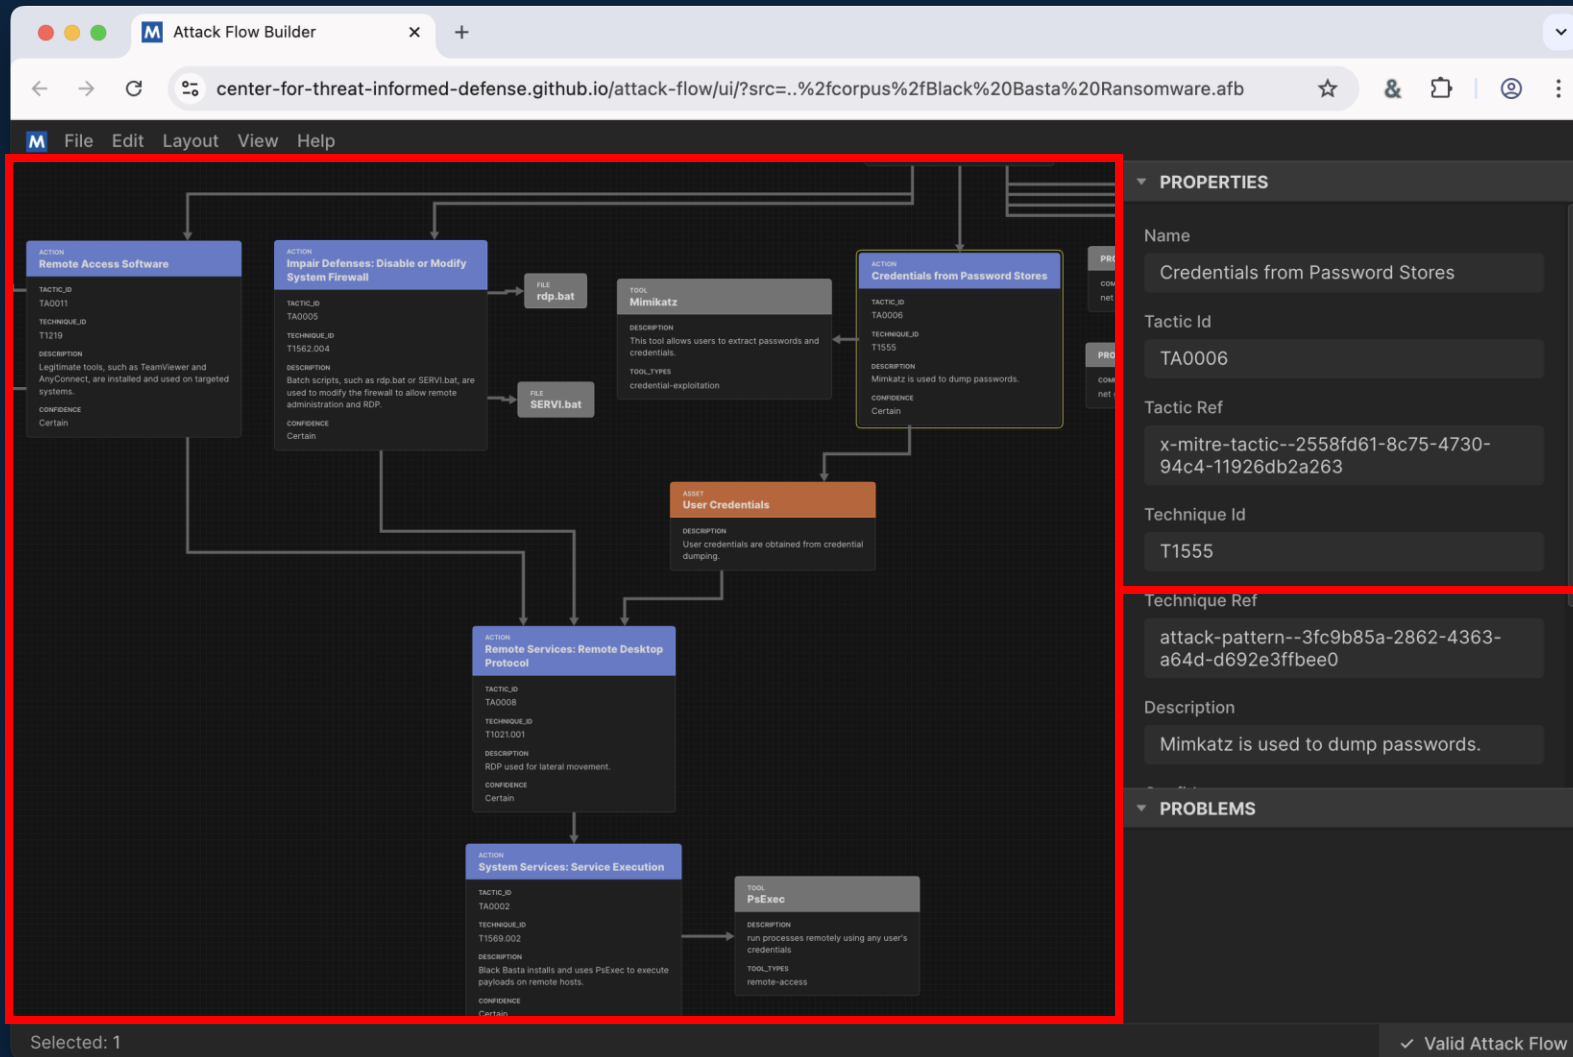 Attack Flow Builder
center-for-threat-informed-defense.github.io/attack-flow/ui/?src=..%2fcorpus%2fBlack%20Basta%20Ransomware.afb
M File Edit Layout View Help
ACTION
Remote Access Software
TACTIC_ID
TA0011
TECHNIQUE_ID
T1219
DESCRIPTION
Legitimate tools, such as TeamViewer and
AnyConnect, are installed and used on targeted
systems.
CONFIDENCE
Certain
ACTION
Impair Defenses: Disable or Modify
System Firewall
TACTIC_ID
TA0005
TECHNIQUE_ID
T1562.004
DESCRIPTION
Batch scripts, such as rdp.bat or SERVI.bat, are
used to modify the firewall to allow remote
administration and RDP.
CONFIDENCE
Certain
FILE
rdp.bat
FILE
SERVI.bat
TOOL
Mimikatz
DESCRIPTION
This tool allows users to extract passwords and
credentials.
TOOL_TYPES
credential-exploitation
ACTION
Credentials from Password Stores
TACTIC_ID
TA0006
TECHNIQUE_ID
T1555
DESCRIPTION
Mimkatz is used to dump passwords.
CONFIDENCE
Certain
PRO
COM
net
PRO
COM
net
ASSET
User Credentials
DESCRIPTION
User credentials are obtained from credential
dumping.
ACTION
Remote Services: Remote Desktop
Protocol
TACTIC_ID
TA0008
TECHNIQUE_ID
T1021.001
DESCRIPTION
RDP used for lateral movement.
CONFIDENCE
Certain
ACTION
System Services: Service Execution
TACTIC_ID
TA0002
TECHNIQUE_ID
T1569.002
DESCRIPTION
Black Basta installs and uses PsExec to execute
payloads on remote hosts.
CONFIDENCE
Certain
TOOL
PsExec
DESCRIPTION
run processes remotely using any user's
credentials
TOOL_TYPES
remote-access
PROPERTIES
Name
Credentials from Password Stores
Tactic Id
TA0006
Tactic Ref
x-mitre-tactic--2558fd61-8c75-4730-
94c4-11926db2a263
Technique Id
T1555
Technique Ref
attack-pattern--3fc9b85a-2862-4363-
a64d-d692e3ffbee0
Description
Mimkatz is used to dump passwords.
PROBLEMS
Selected: 1
Valid Attack Flow